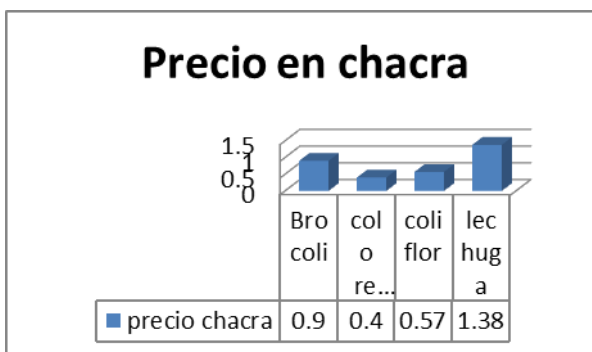 Precio en chacra
1.5
1
0.5
0
Bro
coli
col
o
re...
coli
flor
lec
hug
a
precio chacra 0.9 0.4 0.57 1.38